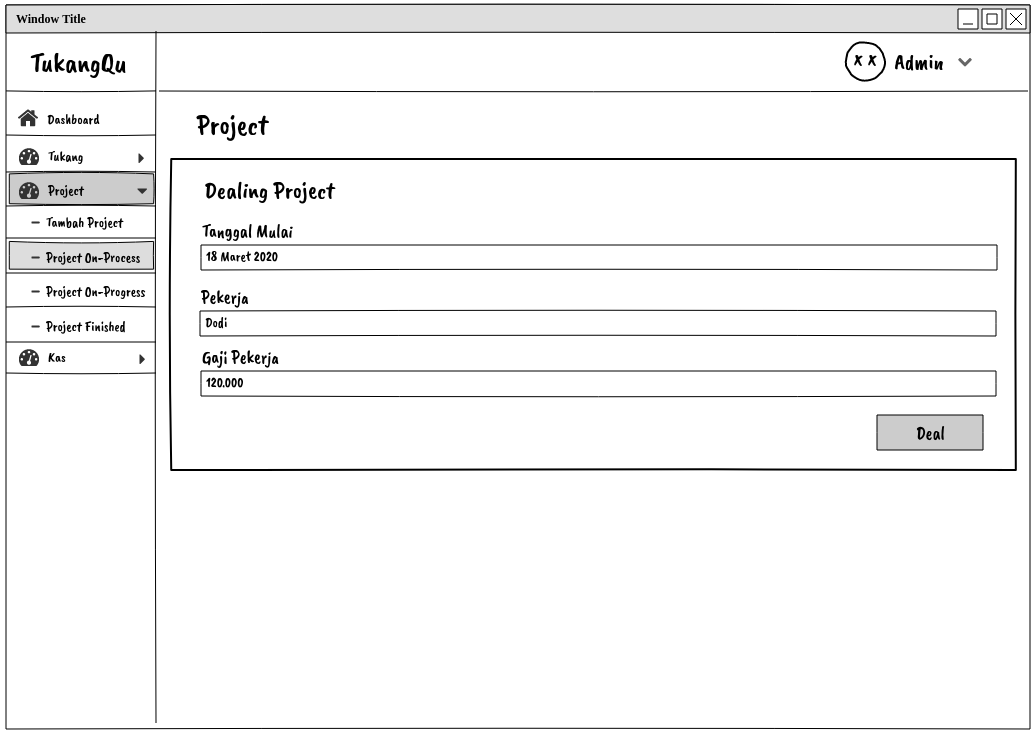 Window Title
TukangQu
Admin
Dashboard
Tukang
Project
– Tambah Project
– Project On-Process
– Project On-Progress
– Project Finished
Kas
Project
Dealing Project
Tanggal Mulai
18 Maret 2020
Pekerja
Dodi
Gaji Pekerja
120.000
Deal